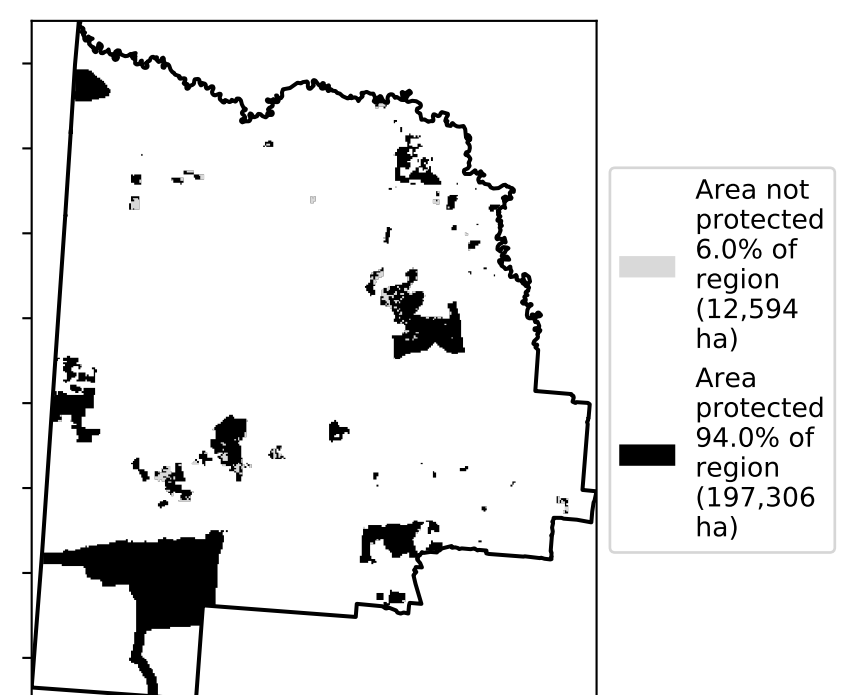 Area not
protected
6.0% of
region
(12,594
ha)
Area
protected
94.0% of
region
(197,306
ha)